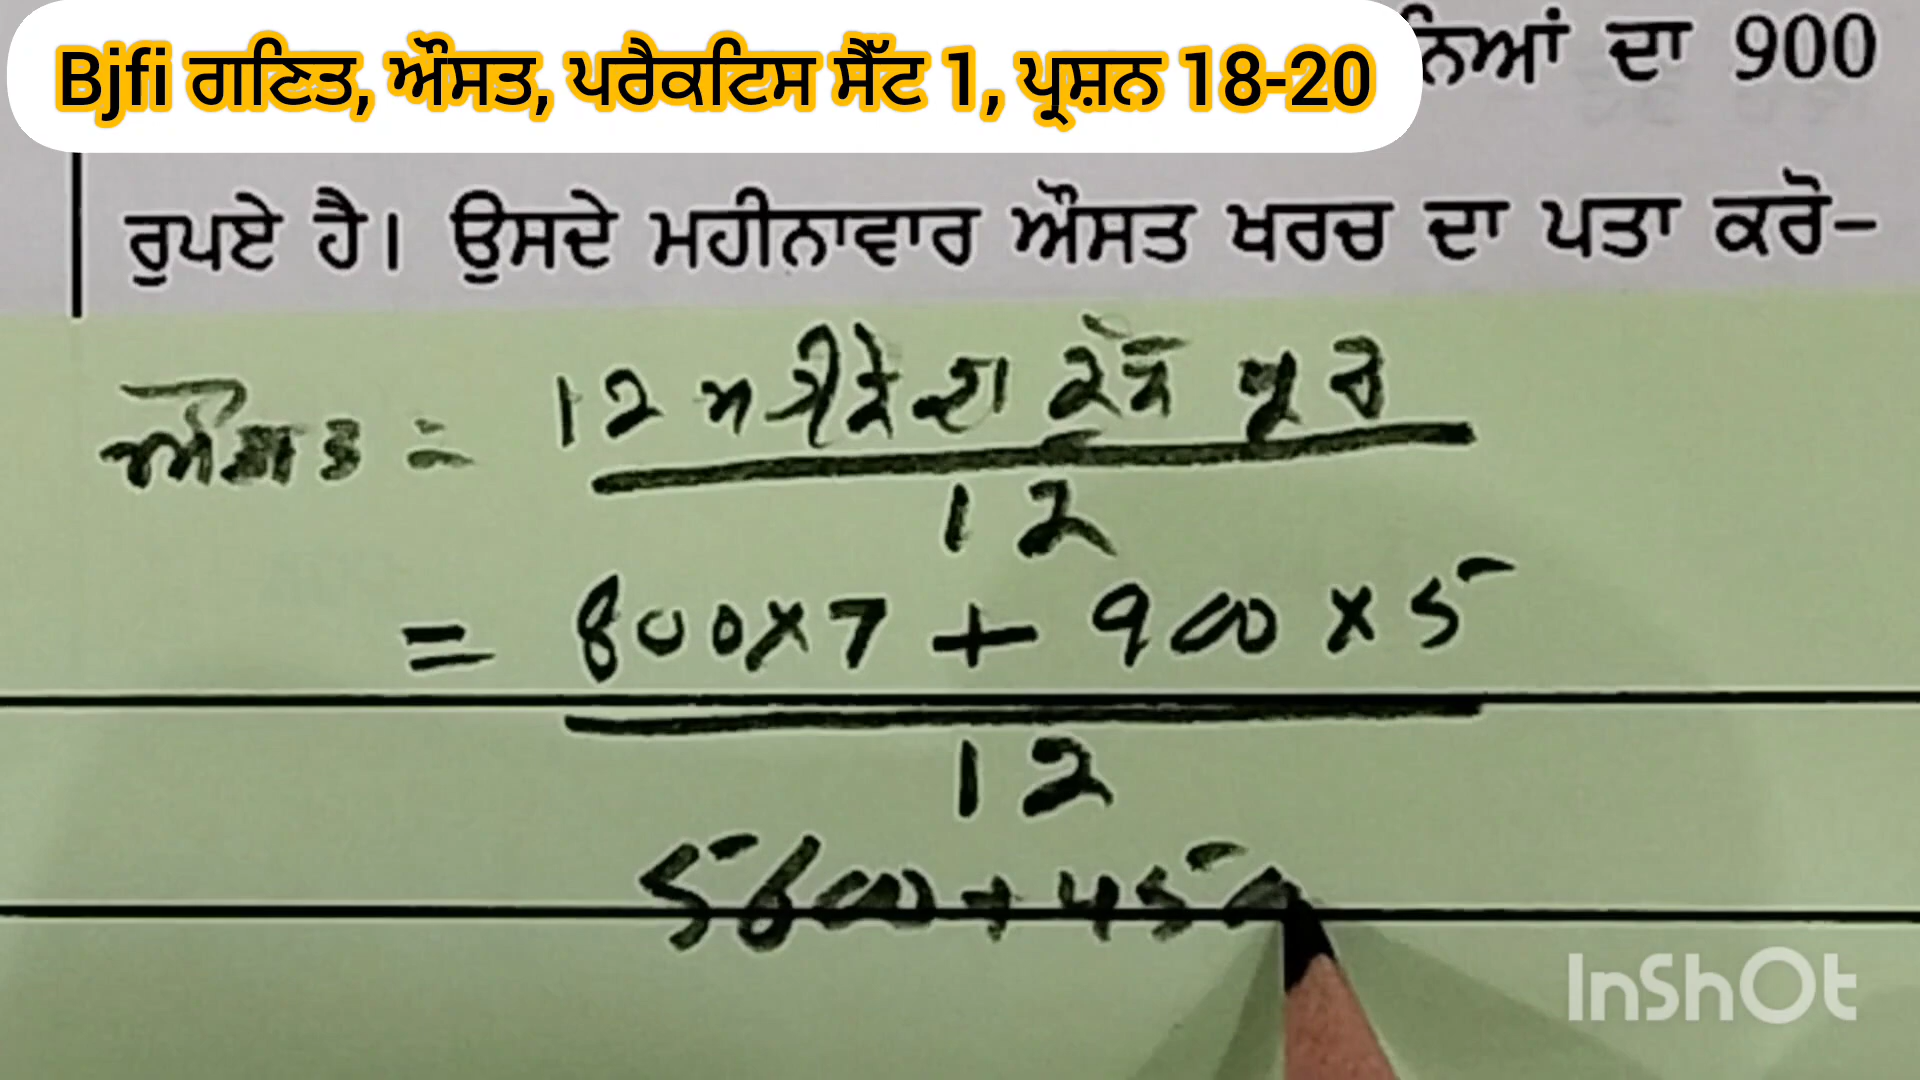 Bjfi ਗਣਿਤ, ਔਸਤ, ਪਰੈਕਟਿਸ ਸੈੱਟ 1, ਪ੍ਰਸ਼ਨ 18-20
ਦਾ 900
ਰੁਪਏ ਹੈ। ਉਸਦੇ ਮਹੀਨਾਵਾਰ ਔਸਤ ਖਰਚ ਦਾ ਪਤਾ ਕਰੋ–
ਔਸਤ = 12 ਮਹੀਨੇ ਦਾ ਕੁੱਲ ਖਰਚ
12
= 800×7 + 900×5
12
5600+450
InShOt